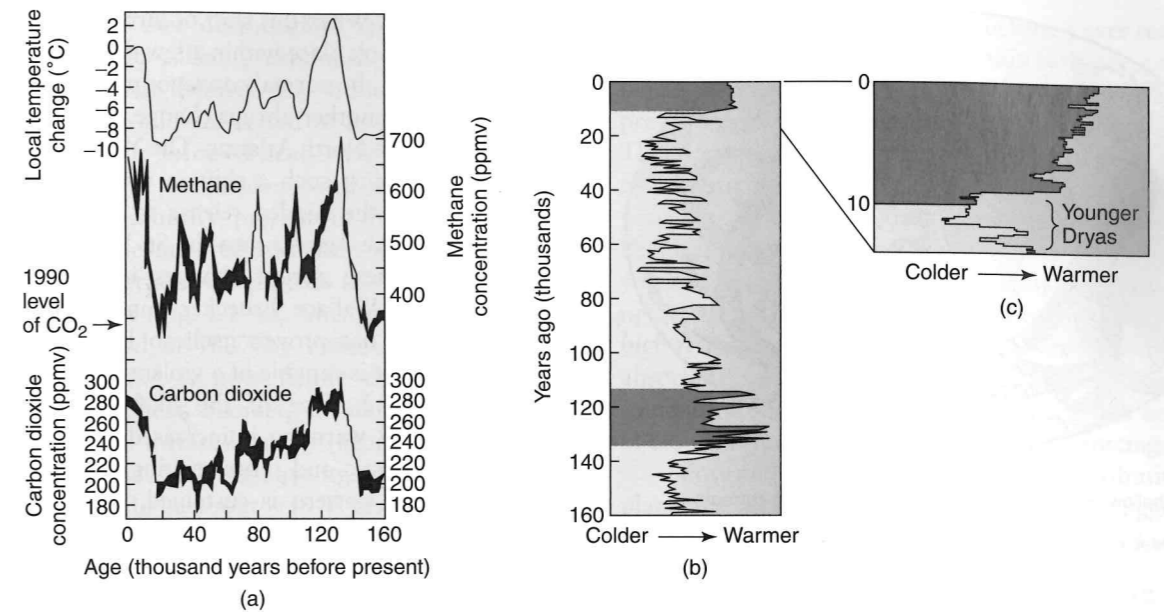 Local temperature
change (˚C)
2
0
−2
−4
−6
−8
−10
Methane
700
600
500
400
Methane
concentration (ppmv)
1990
level
of CO₂
Carbon dioxide
concentration (ppmv)
300
280
260
240
220
200
180
Carbon dioxide
300
280
260
240
220
200
180
0 40 80 120 160
Age (thousand years before present)
(a)
Years ago (thousands)
0
20
40
60
80
100
120
140
160
Colder → Warmer
(b)
0
10
Younger
Dryas
Colder → Warmer
(c)